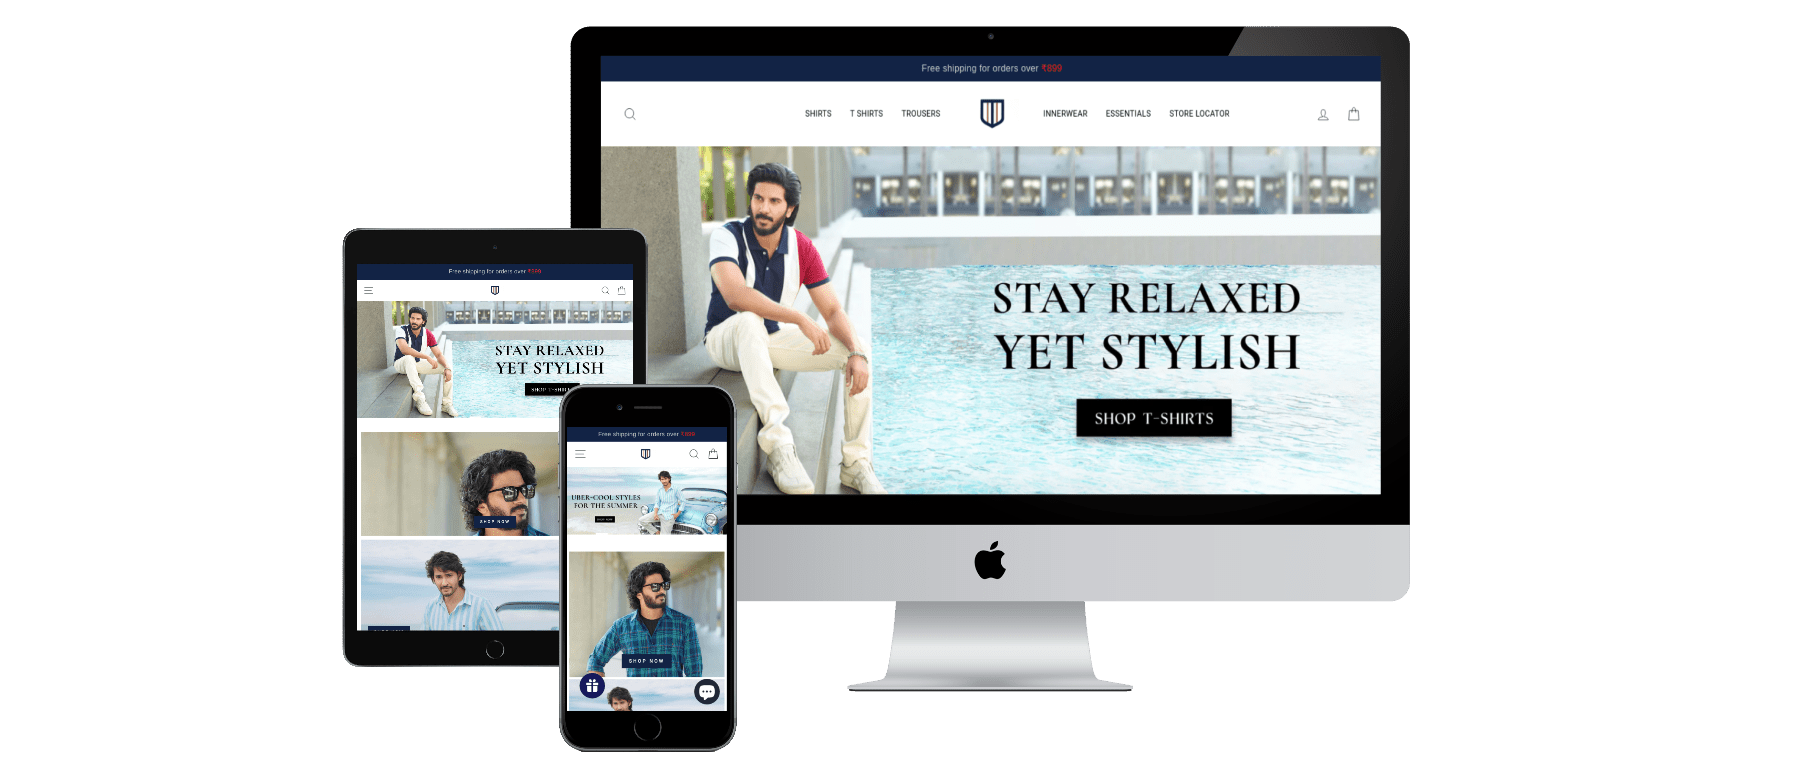 Free shipping for orders over ₹899
SHIRTS T SHIRTS TROUSERS INNERWEAR ESSENTIALS STORE LOCATOR
STAY RELAXED
YET STYLISH
SHOP T-SHIRTS
Free shipping for orders over ₹899
STAY RELAXED
YET STYLISH
SHOP T-SHIRTS
SHOP NOW
Free shipping for orders over ₹899
UBER-COOL STYLES
FOR THE SUMMER
SHOP NOW